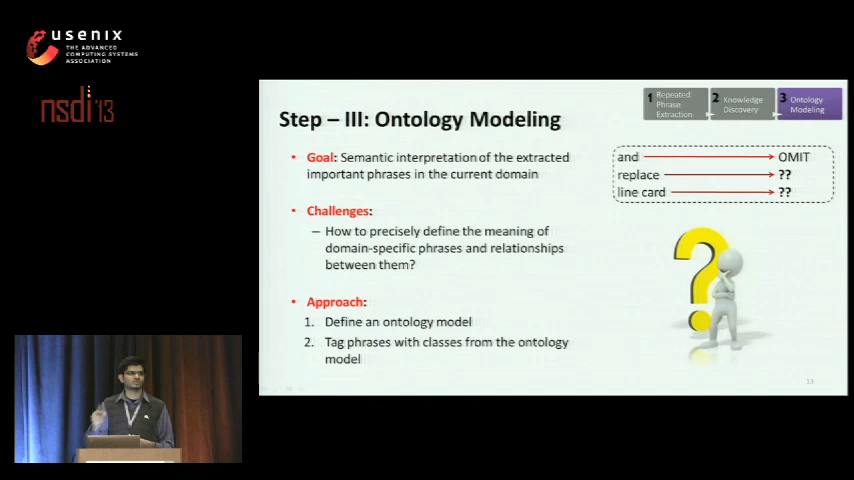 usenix
THE ADVANCED
COMPUTING SYSTEMS
ASSOCIATION
nsdi'13
1 Repeated
Phrase
Extraction
2 Knowledge
Discovery
3 Ontology
Modeling
Step – III: Ontology Modeling
• Goal: Semantic interpretation of the extracted
important phrases in the current domain
and OMIT
replace ??
line card ??
• Challenges:
– How to precisely define the meaning of
domain-specific phrases and relationships
between them?
• Approach:
1. Define an ontology model
2. Tag phrases with classes from the ontology
model
13